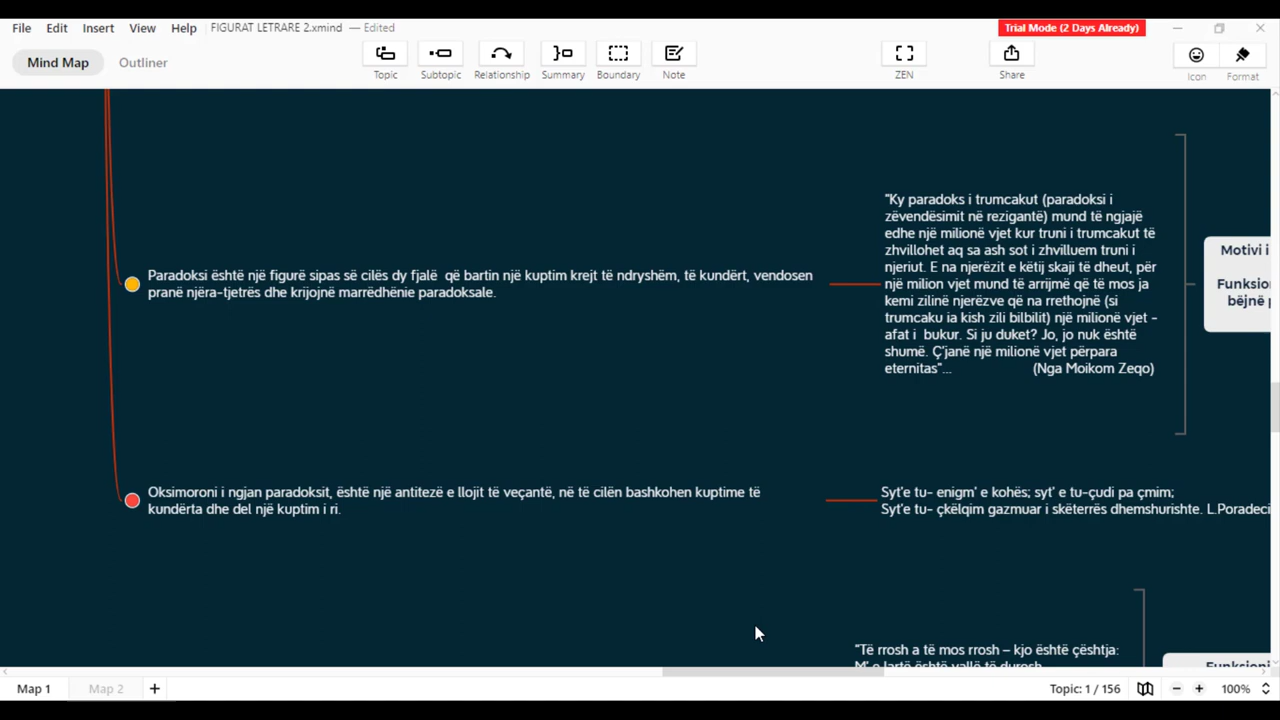 File Edit Insert View Help FIGURAT LETRARE 2.xmind — Edited Trial Mode (2 Days Already)
Mind Map Outliner Topic Subtopic Relationship Summary Boundary Note ZEN Share Icon Format
"Ky paradoks i trumcakut (paradoksi i
zëvendësimit në rezigantë) mund të ngjajë
edhe një milionë vjet kur truni i trumcakut të
zhvillohet aq sa ash sot i zhvilluem truni i
njeriut. E na njerëzit e këtij skaji të dheut, për
një milion vjet mund të arrijmë që të mos ja
kemi zilinë njerëzve që na rrethojnë (si
trumcaku ia kish zili bilbilit) një milionë vjet –
afat i bukur. Si ju duket? Jo, jo nuk është
shumë. Ç'janë një milionë vjet përpara
eternitas"... (Nga Moikom Zeqo)
Motivi i
Funksion
bëjnë p
Paradoksi është një figurë sipas së cilës dy fjalë që bartin një kuptim krejt të ndryshëm, të kundërt, vendosen
pranë njëra-tjetrës dhe krijojnë marrëdhënie paradoksale.
Oksimoroni i ngjan paradoksit, është një antitezë e llojit të veçantë, në të cilën bashkohen kuptime të
kundërta dhe del një kuptim i ri.
Syt'e tu- enigm' e kohës; syt' e tu-çudi pa çmim;
Syt'e tu- çkëlqim gazmuar i skëterrës dhemshurishte. L.Poradeci
"Të rrosh a të mos rrosh – kjo është çështja:
M' e lartë është vallë të durosh
Funksioni
Map 1 Map 2 + Topic: 1 / 156 100%